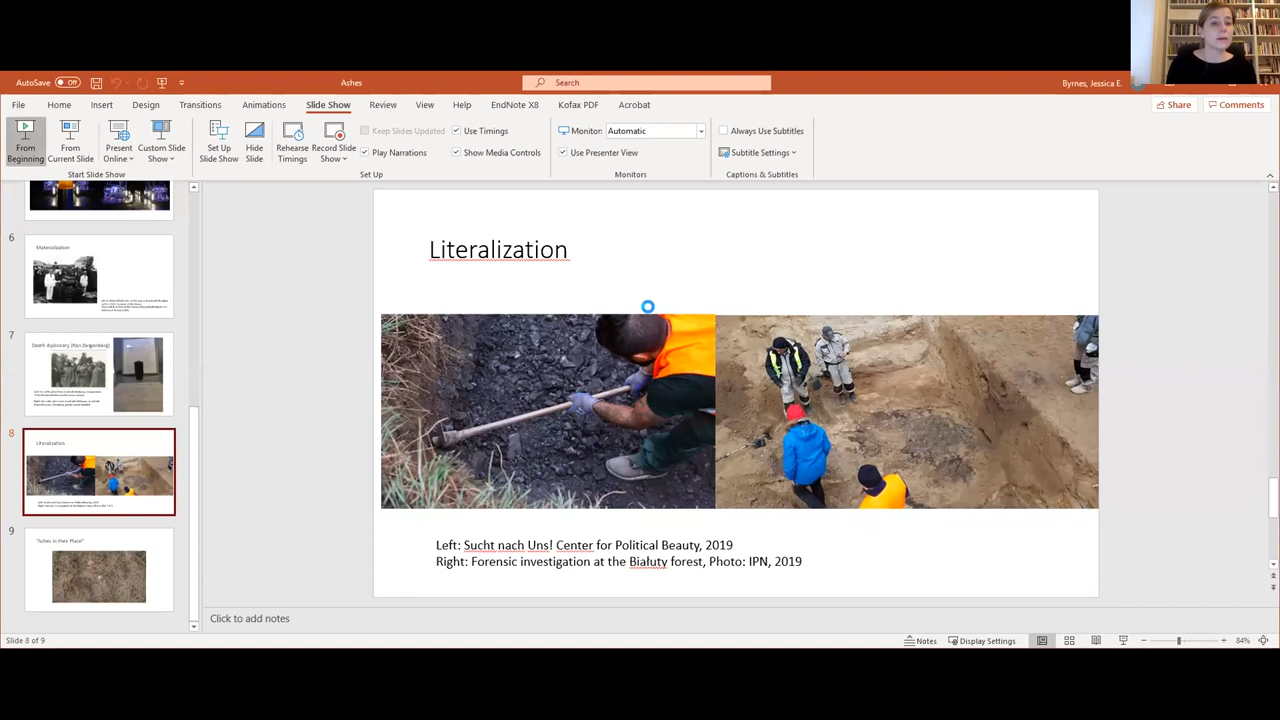 AutoSave Off Ashes Search Byrnes, Jessica E.
File Home Insert Design Transitions Animations Slide Show Review View Help EndNote X8 Kofax PDF Acrobat Share Comments
From Beginning
From Current Slide
Present Online
Custom Slide Show
Set Up Slide Show
Hide Slide
Rehearse Timings
Record Slide Show
Keep Slides Updated
Play Narrations
Use Timings
Show Media Controls
Monitor: Automatic
Use Presenter View
Always Use Subtitles
Subtitle Settings
Start Slide Show Set Up Monitors Captions & Subtitles
6
Materialization
7
Death diplomacy (Ran Zwigenberg)
8
Literalization
9
"Ashes in their Place"
Literalization
Left: Sucht nach Uns! Center for Political Beauty, 2019
Right: Forensic investigation at the Białuty forest, Photo: IPN, 2019
Click to add notes
Slide 8 of 9 Notes Display Settings 84%